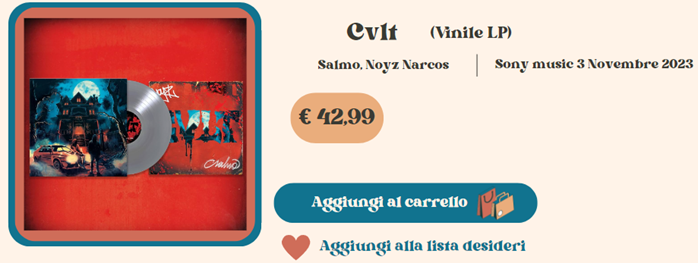 Cvlt (Vinile LP)
Salmo, Noyz Narcos | Sony music 3 Novembre 2023
€ 42,99
Aggiungi al carrello
Aggiungi alla lista desideri